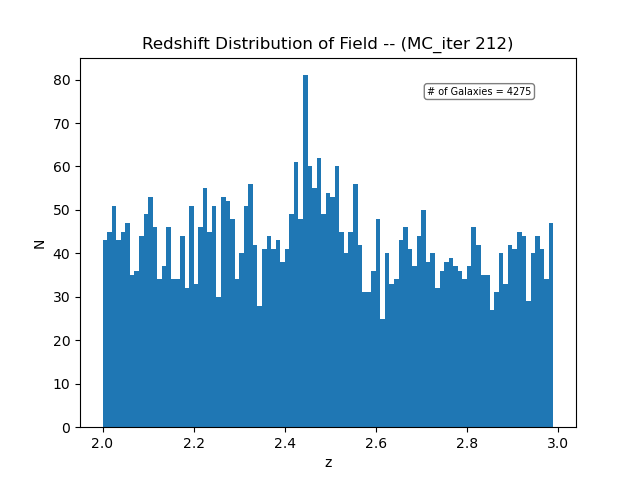 Redshift Distribution of Field -- (MC_iter 212)
# of Galaxies = 4275
N
80
70
60
50
40
30
20
10
0
2.0 2.2 2.4 2.6 2.8 3.0
z